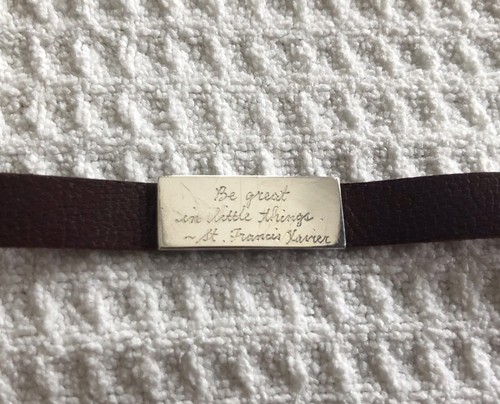 Be great
in little things.
~ St. Francis Xavier